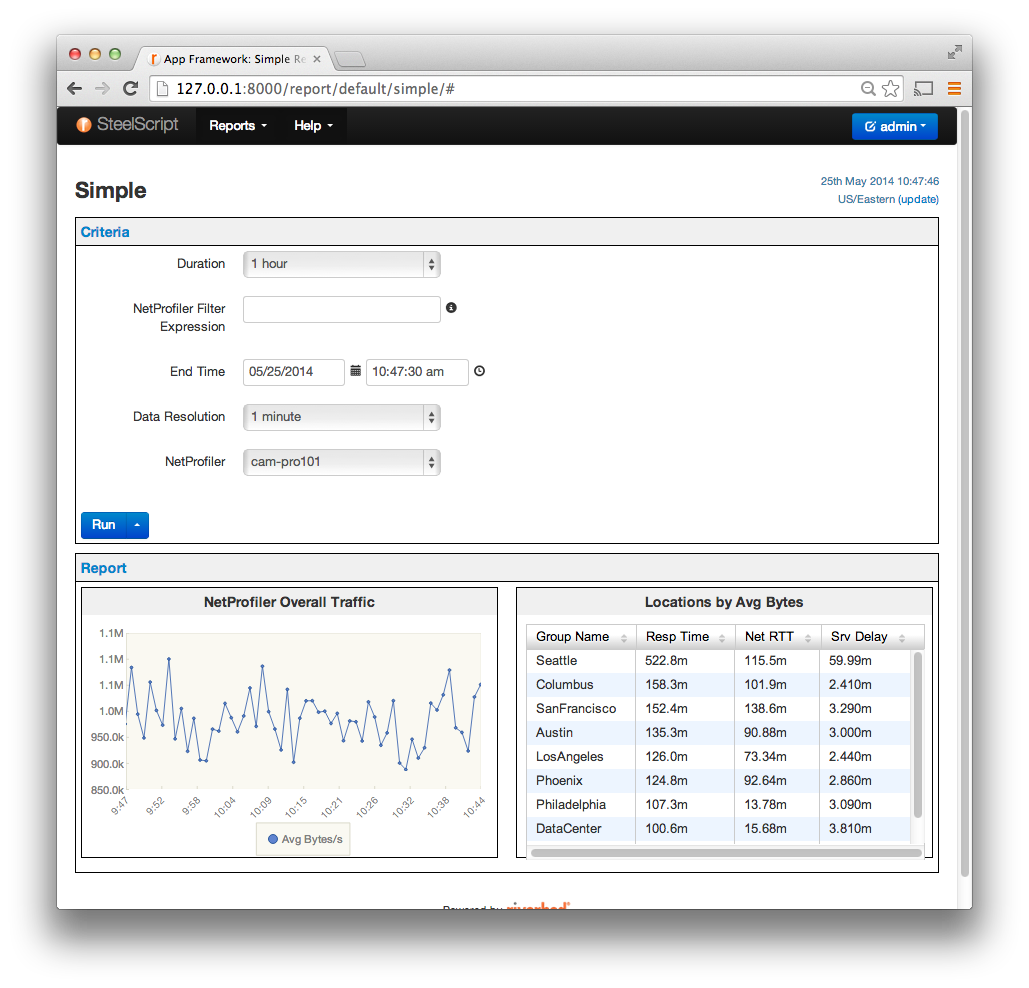 App Framework: Simple Re
127.0.0.1:8000/report/default/simple/#
SteelScript Reports Help admin
Simple
25th May 2014 10:47:46
US/Eastern (update)
Criteria
Duration 1 hour
NetProfiler Filter
Expression
End Time 05/25/2014 10:47:30 am
Data Resolution 1 minute
NetProfiler cam-pro101
Run
Report
NetProfiler Overall Traffic
1.1M
1.1M
1.1M
1.0M
950.0k
900.0k
850.0k
9:47 9:52 9:58 10:04 10:09 10:15 10:21 10:26 10:32 10:38 10:44
Avg Bytes/s
Locations by Avg Bytes
Group Name Resp Time Net RTT Srv Delay
Seattle 522.8m 115.5m 59.99m
Columbus 158.3m 101.9m 2.410m
SanFrancisco 152.4m 138.6m 3.290m
Austin 135.3m 90.88m 3.000m
LosAngeles 126.0m 73.34m 2.440m
Phoenix 124.8m 92.64m 2.860m
Philadelphia 107.3m 13.78m 3.090m
DataCenter 100.6m 15.68m 3.810m
Powered by riverbed